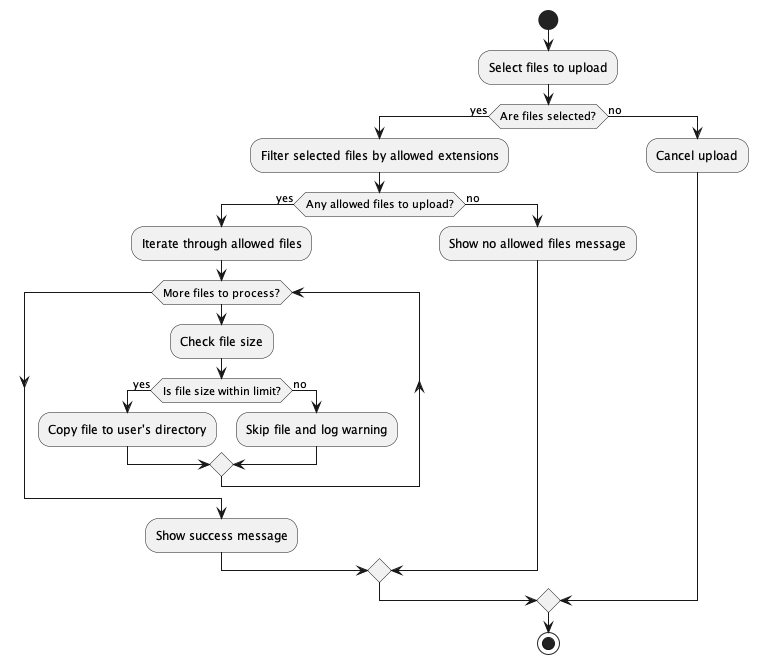 Select files to upload
yes
Are files selected?
no
Filter selected files by allowed extensions
Cancel upload
yes
Any allowed files to upload?
no
Iterate through allowed files
Show no allowed files message
More files to process?
Check file size
yes
Is file size within limit?
no
Copy file to user's directory
Skip file and log warning
Show success message